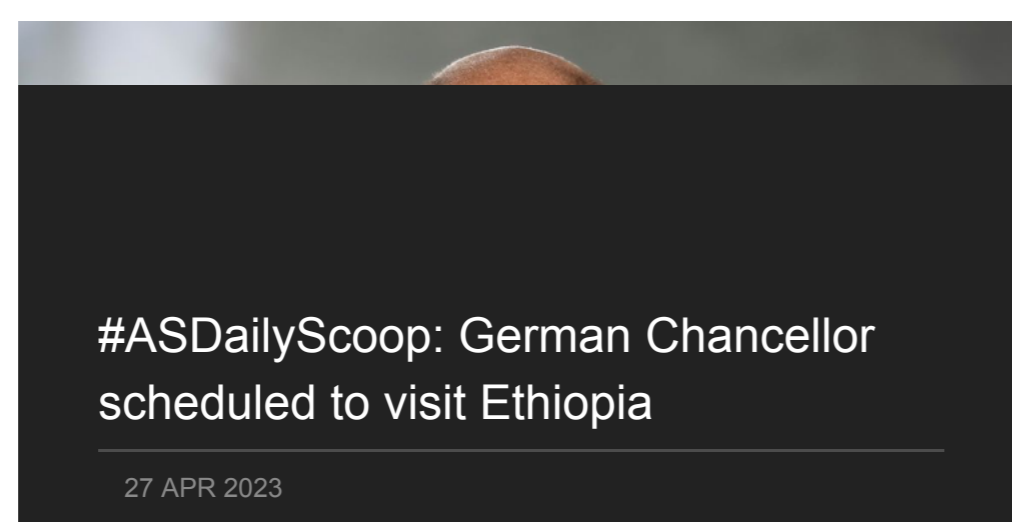 #ASDailyScoop: German Chancellor
scheduled to visit Ethiopia
27 APR 2023